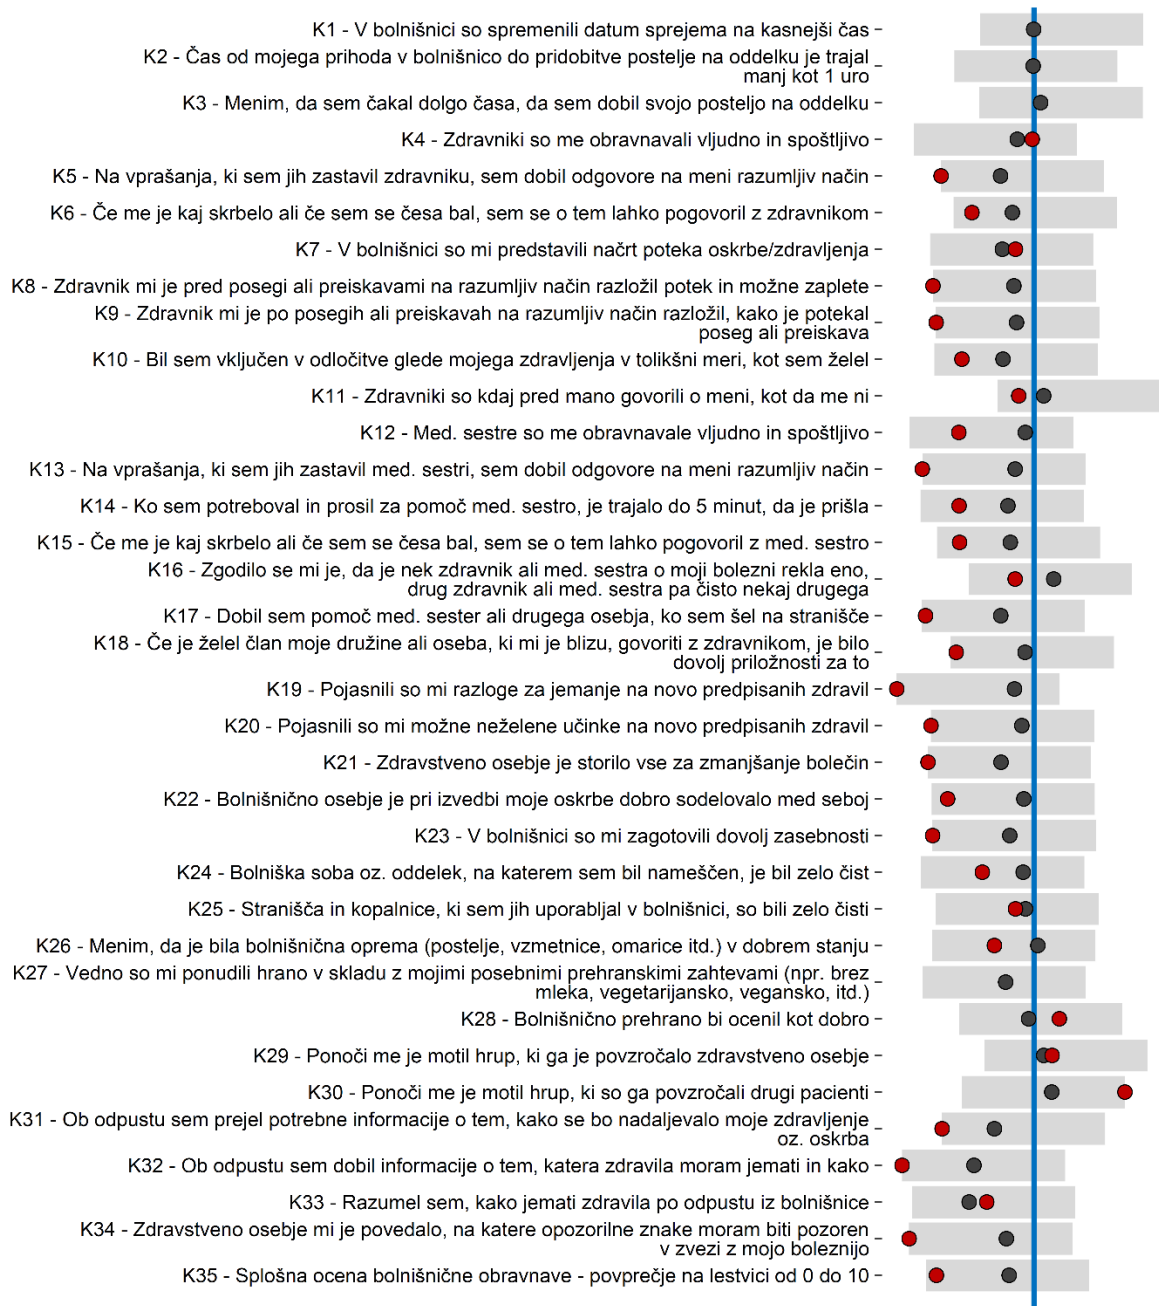 K1 - V bolnišnici so spremenili datum sprejema na kasnejši čas
K2 - Čas od mojega prihoda v bolnišnico do pridobitve postelje na oddelku je trajal
manj kot 1 uro
K3 - Menim, da sem čakal dolgo časa, da sem dobil svojo posteljo na oddelku
K4 - Zdravniki so me obravnavali vljudno in spoštljivo
K5 - Na vprašanja, ki sem jih zastavil zdravniku, sem dobil odgovore na meni razumljiv način
K6 - Če me je kaj skrbelo ali če sem se česa bal, sem se o tem lahko pogovoril z zdravnikom
K7 - V bolnišnici so mi predstavili načrt poteka oskrbe/zdravljenja
K8 - Zdravnik mi je pred posegi ali preiskavami na razumljiv način razložil potek in možne zaplete
K9 - Zdravnik mi je po posegih ali preiskavah na razumljiv način razložil, kako je potekal
poseg ali preiskava
K10 - Bil sem vključen v odločitve glede mojega zdravljenja v tolikšni meri, kot sem želel
K11 - Zdravniki so kdaj pred mano govorili o meni, kot da me ni
K12 - Med. sestre so me obravnavale vljudno in spoštljivo
K13 - Na vprašanja, ki sem jih zastavil med. sestri, sem dobil odgovore na meni razumljiv način
K14 - Ko sem potreboval in prosil za pomoč med. sestro, je trajalo do 5 minut, da je prišla
K15 - Če me je kaj skrbelo ali če sem se česa bal, sem se o tem lahko pogovoril z med. sestro
K16 - Zgodilo se mi je, da je nek zdravnik ali med. sestra o moji bolezni rekla eno,
drug zdravnik ali med. sestra pa čisto nekaj drugega
K17 - Dobil sem pomoč med. sester ali drugega osebja, ko sem šel na stranišče
K18 - Če je želel član moje družine ali oseba, ki mi je blizu, govoriti z zdravnikom, je bilo
dovolj priložnosti za to
K19 - Pojasnili so mi razloge za jemanje na novo predpisanih zdravil
K20 - Pojasnili so mi možne neželene učinke na novo predpisanih zdravil
K21 - Zdravstveno osebje je storilo vse za zmanjšanje bolečin
K22 - Bolnišnično osebje je pri izvedbi moje oskrbe dobro sodelovalo med seboj
K23 - V bolnišnici so mi zagotovili dovolj zasebnosti
K24 - Bolniška soba oz. oddelek, na katerem sem bil nameščen, je bil zelo čist
K25 - Stranišča in kopalnice, ki sem jih uporabljal v bolnišnici, so bili zelo čisti
K26 - Menim, da je bila bolnišnična oprema (postelje, vzmetnice, omarice itd.) v dobrem stanju
K27 - Vedno so mi ponudili hrano v skladu z mojimi posebnimi prehranskimi zahtevami (npr. brez
mleka, vegetarijansko, vegansko, itd.)
K28 - Bolnišnično prehrano bi ocenil kot dobro
K29 - Ponoči me je motil hrup, ki ga je povzročalo zdravstveno osebje
K30 - Ponoči me je motil hrup, ki so ga povzročali drugi pacienti
K31 - Ob odpustu sem prejel potrebne informacije o tem, kako se bo nadaljevalo moje zdravljenje
oz. oskrba
K32 - Ob odpustu sem dobil informacije o tem, katera zdravila moram jemati in kako
K33 - Razumel sem, kako jemati zdravila po odpustu iz bolnišnice
K34 - Zdravstveno osebje mi je povedalo, na katere opozorilne znake moram biti pozoren
v zvezi z mojo boleznijo
K35 - Splošna ocena bolnišnične obravnave - povprečje na lestvici od 0 do 10